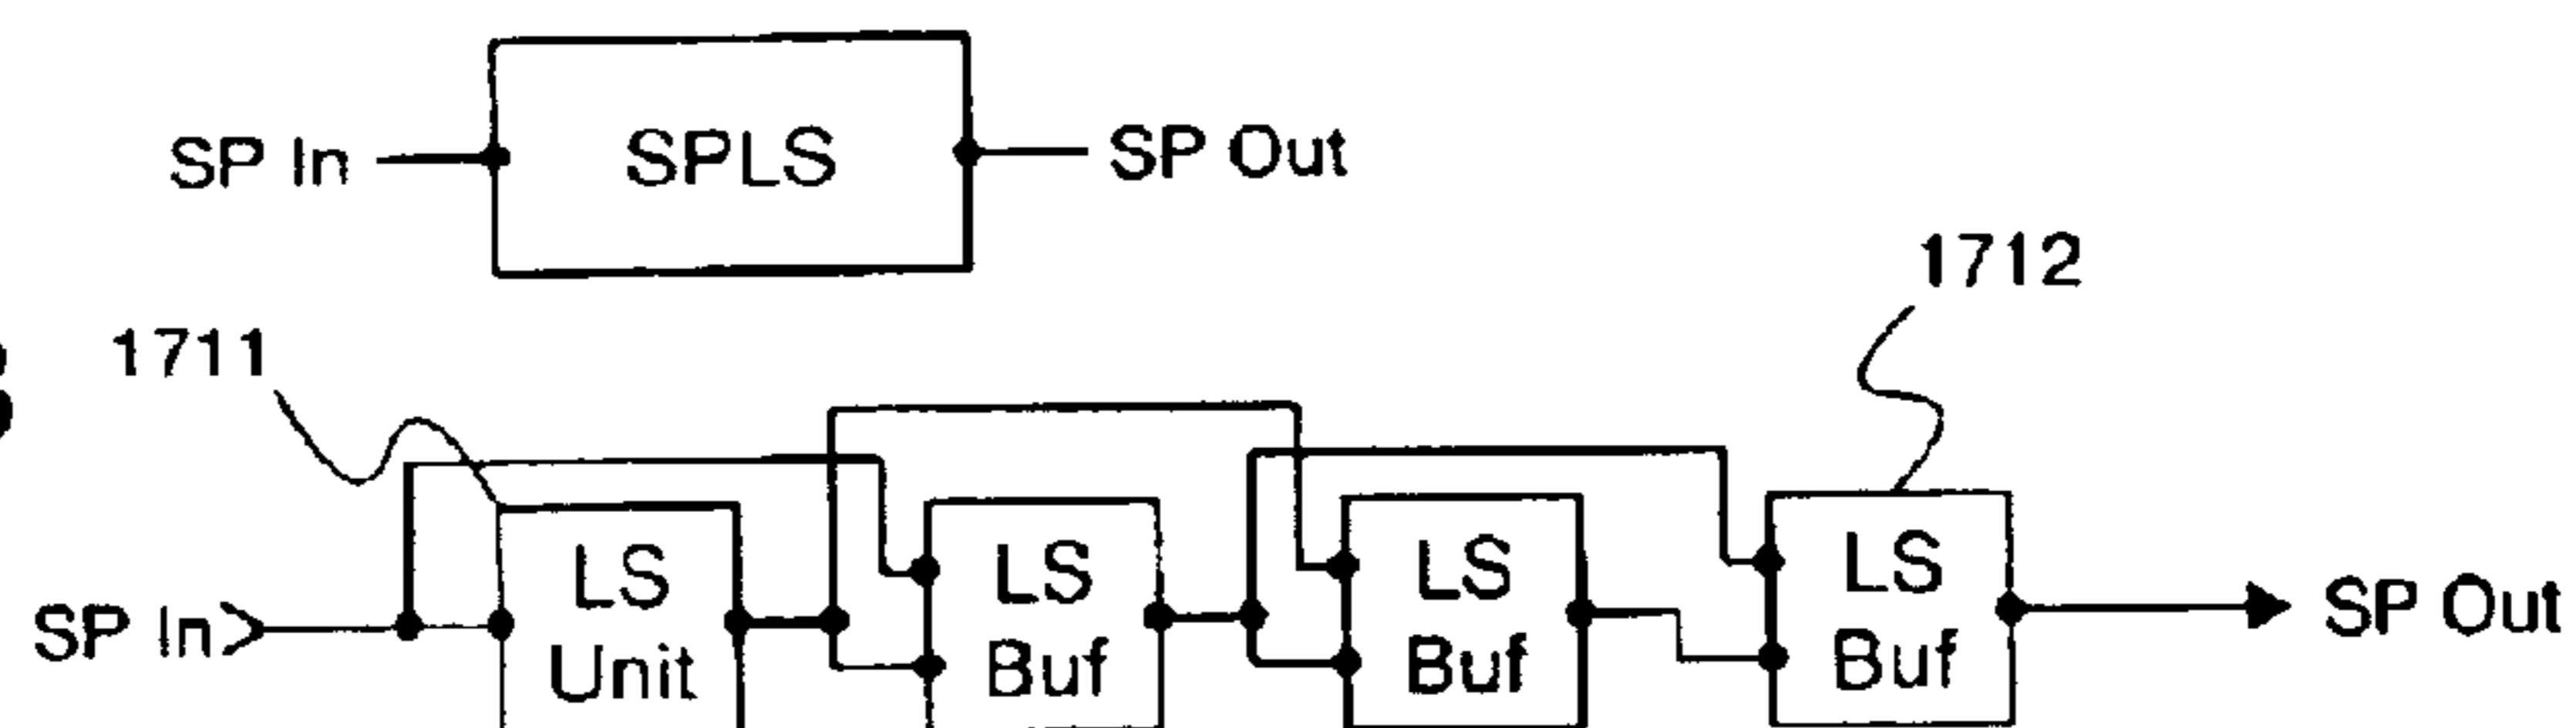 SP In SPLS SP Out
1712
1711
SP In LS Unit LS Buf LS Buf LS Buf SP Out